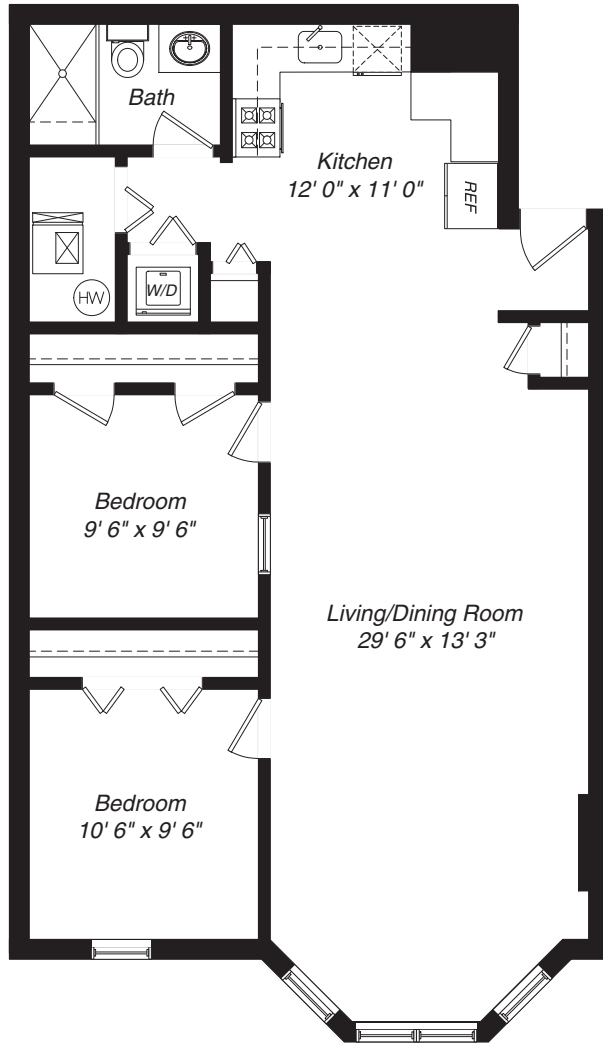 Bath
Kitchen
12' 0" x 11' 0"
REF
W/D
HW
Bedroom
9' 6" x 9' 6"
Living/Dining Room
29' 6" x 13' 3"
Bedroom
10' 6" x 9' 6"